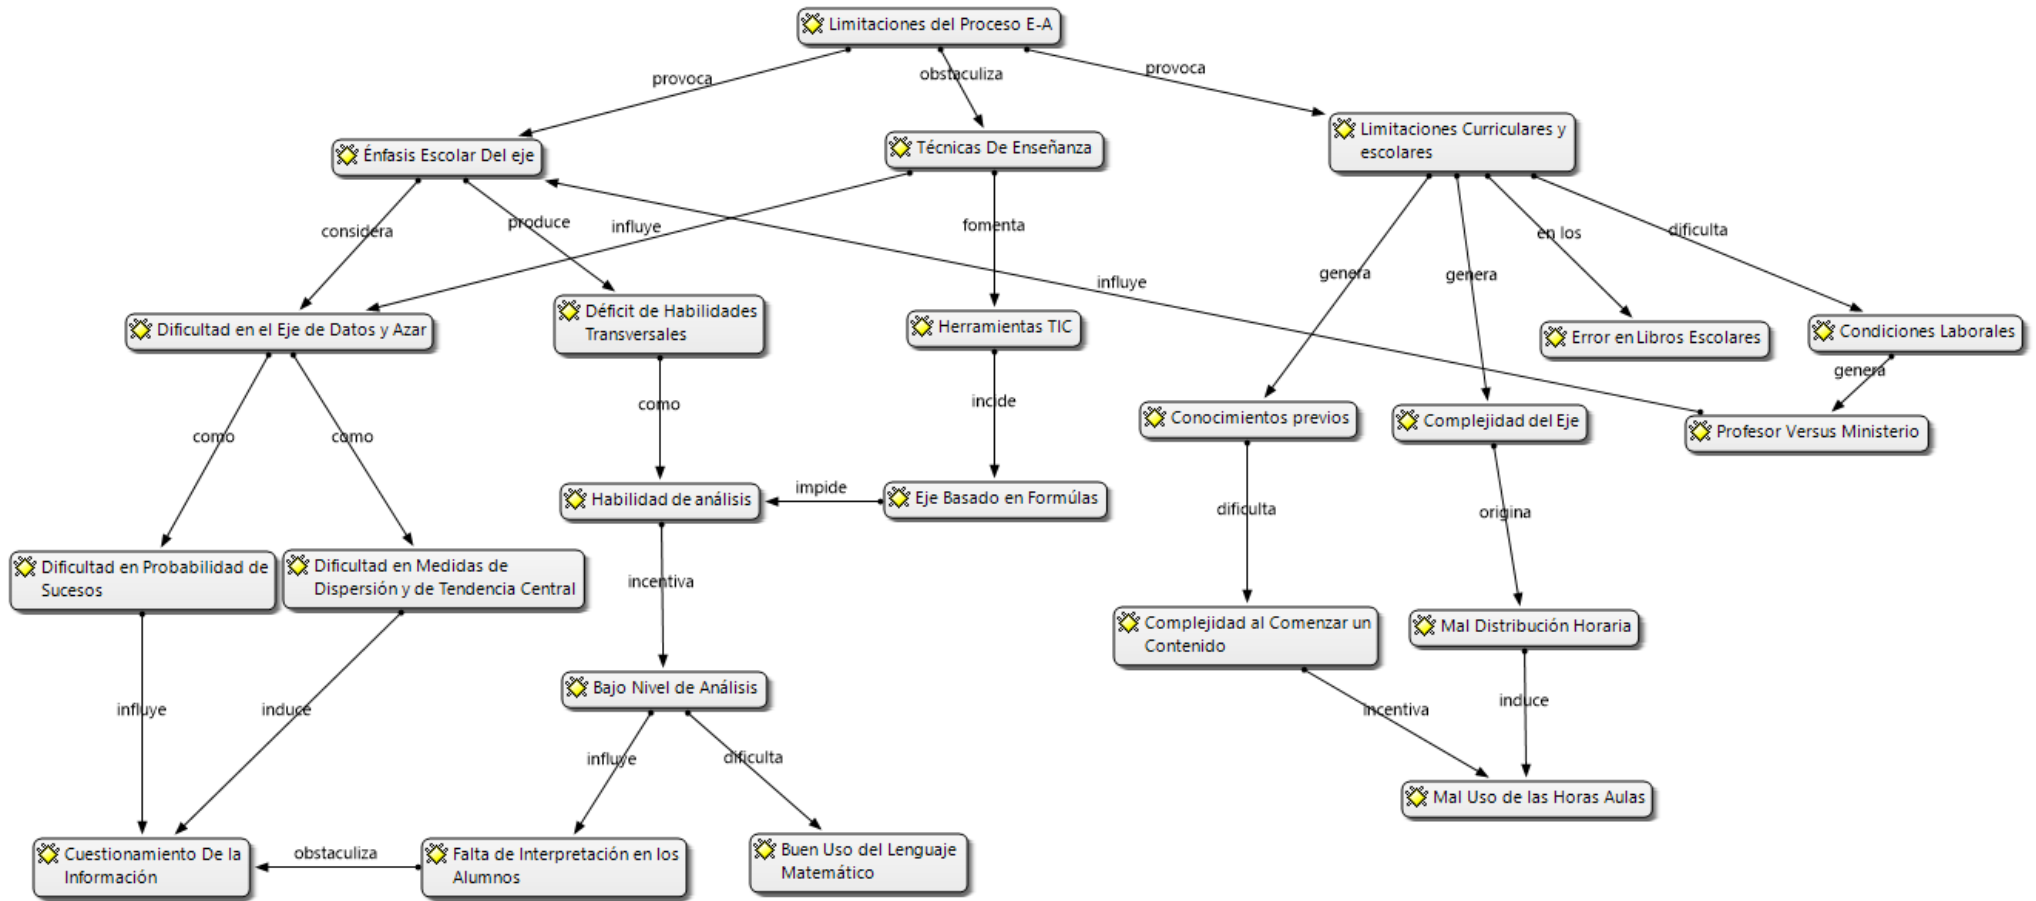 Limitaciones del Proceso E-A
provoca
obstaculiza
provoca
Énfasis Escolar Del eje
Técnicas De Enseñanza
Limitaciones Curriculares y
escolares
considera
produce
influye
fomenta
influye
genera
genera
en los
dificulta
Dificultad en el Eje de Datos y Azar
Déficit de Habilidades
Transversales
Herramientas TIC
Error en Libros Escolares
Condiciones Laborales
genera
como
como
como
incide
Conocimientos previos
Complejidad del Eje
Profesor Versus Ministerio
Habilidad de análisis
impide
Eje Basado en Formúlas
dificulta
origina
Dificultad en Probabilidad de
Sucesos
Dificultad en Medidas de
Dispersión y de Tendencia Central
incentiva
Complejidad al Comenzar un
Contenido
Mal Distribución Horaria
Bajo Nivel de Análisis
influye
induce
influye
dificulta
incentiva
induce
Mal Uso de las Horas Aulas
Cuestionamiento De la
Información
obstaculiza
Falta de Interpretación en los
Alumnos
Buen Uso del Lenguaje
Matemático